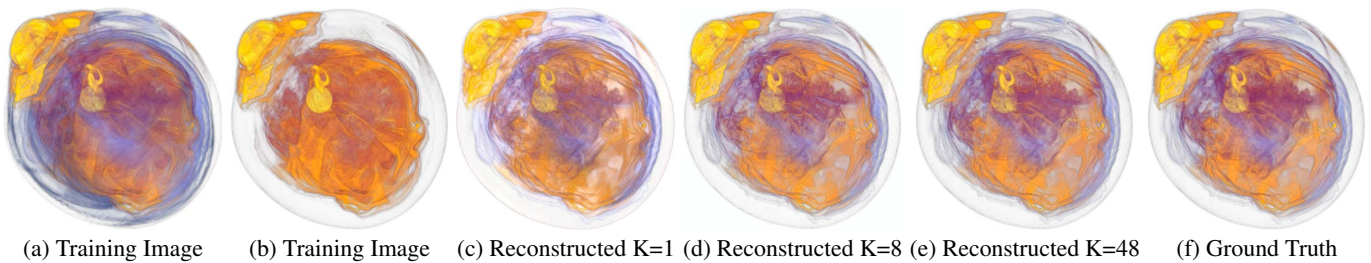 (a) Training Image
(b) Training Image
(c) Reconstructed K=1
(d) Reconstructed K=8
(e) Reconstructed K=48
(f) Ground Truth